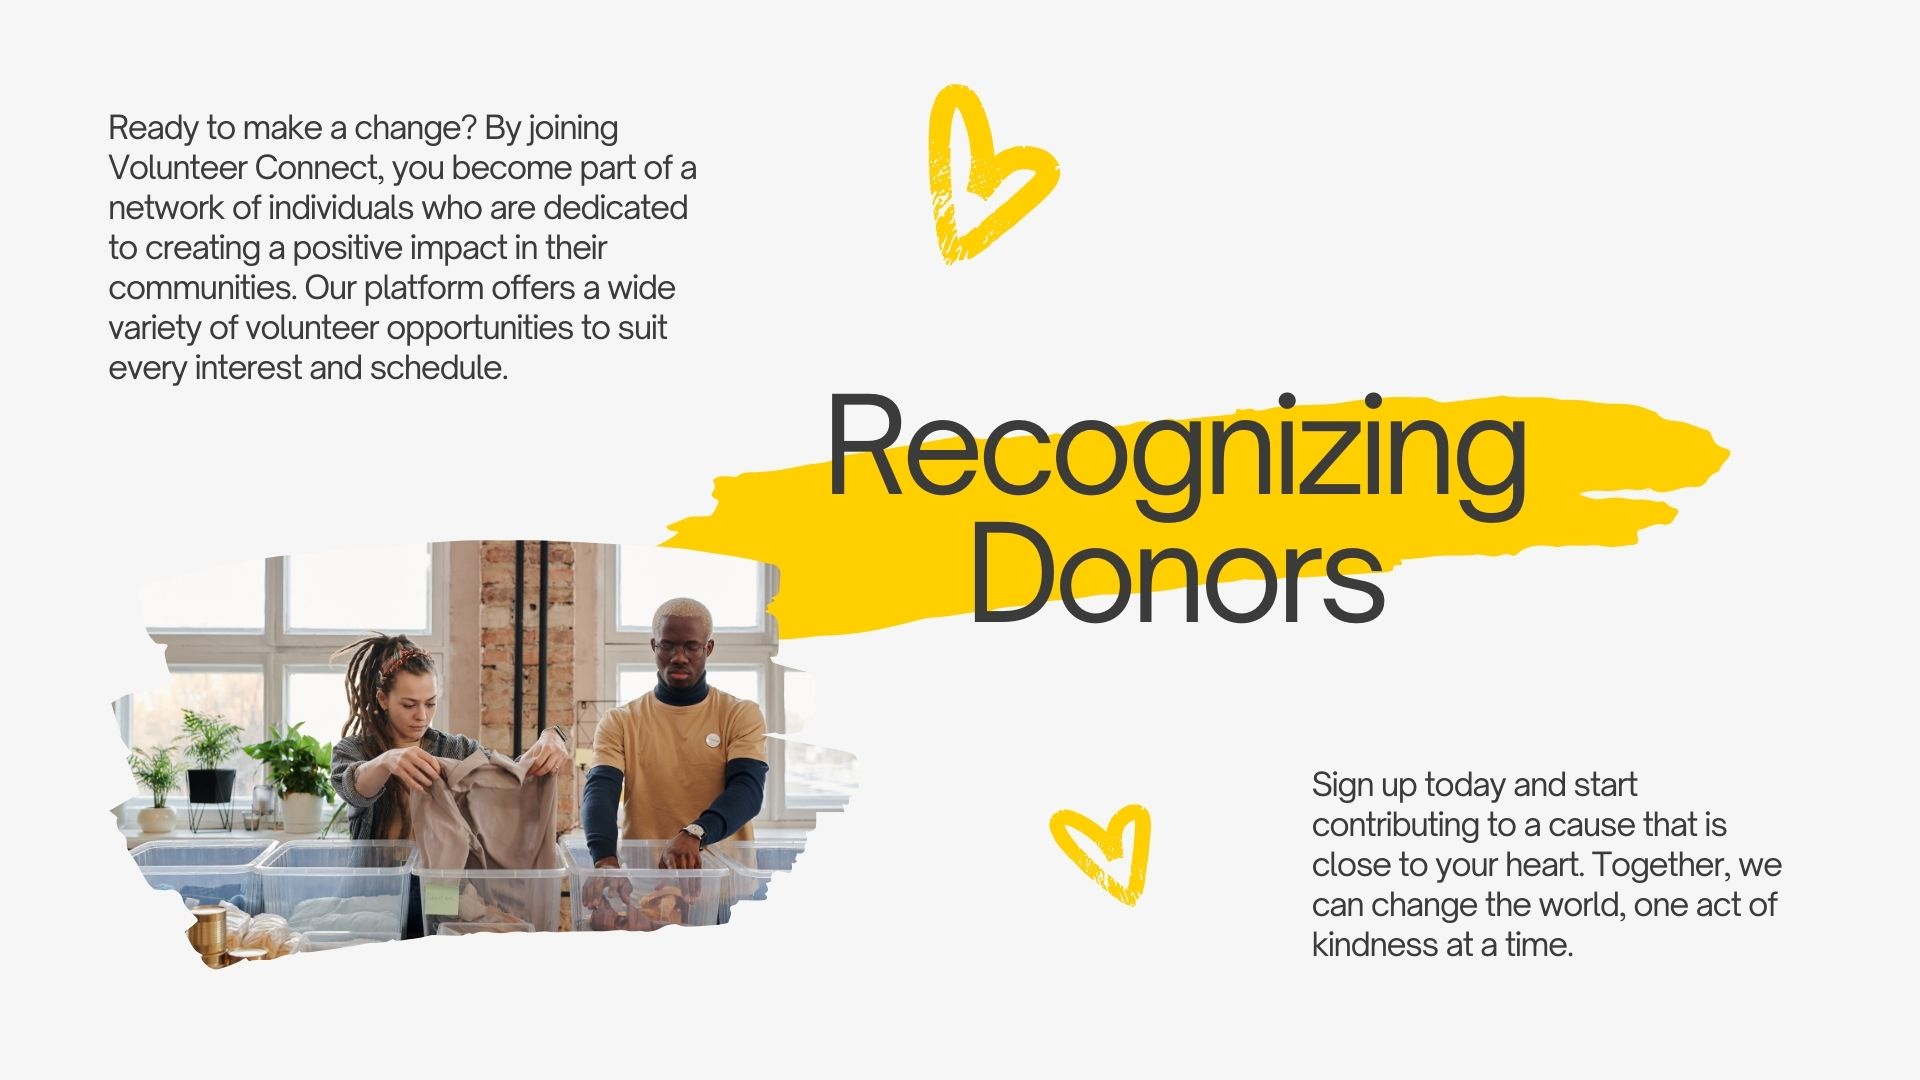 Ready to make a change? By joining
Volunteer Connect, you become part of a
network of individuals who are dedicated
to creating a positive impact in their
communities. Our platform offers a wide
variety of volunteer opportunities to suit
every interest and schedule.
Recognizing
Donors
Sign up today and start
contributing to a cause that is
close to your heart. Together, we
can change the world, one act of
kindness at a time.